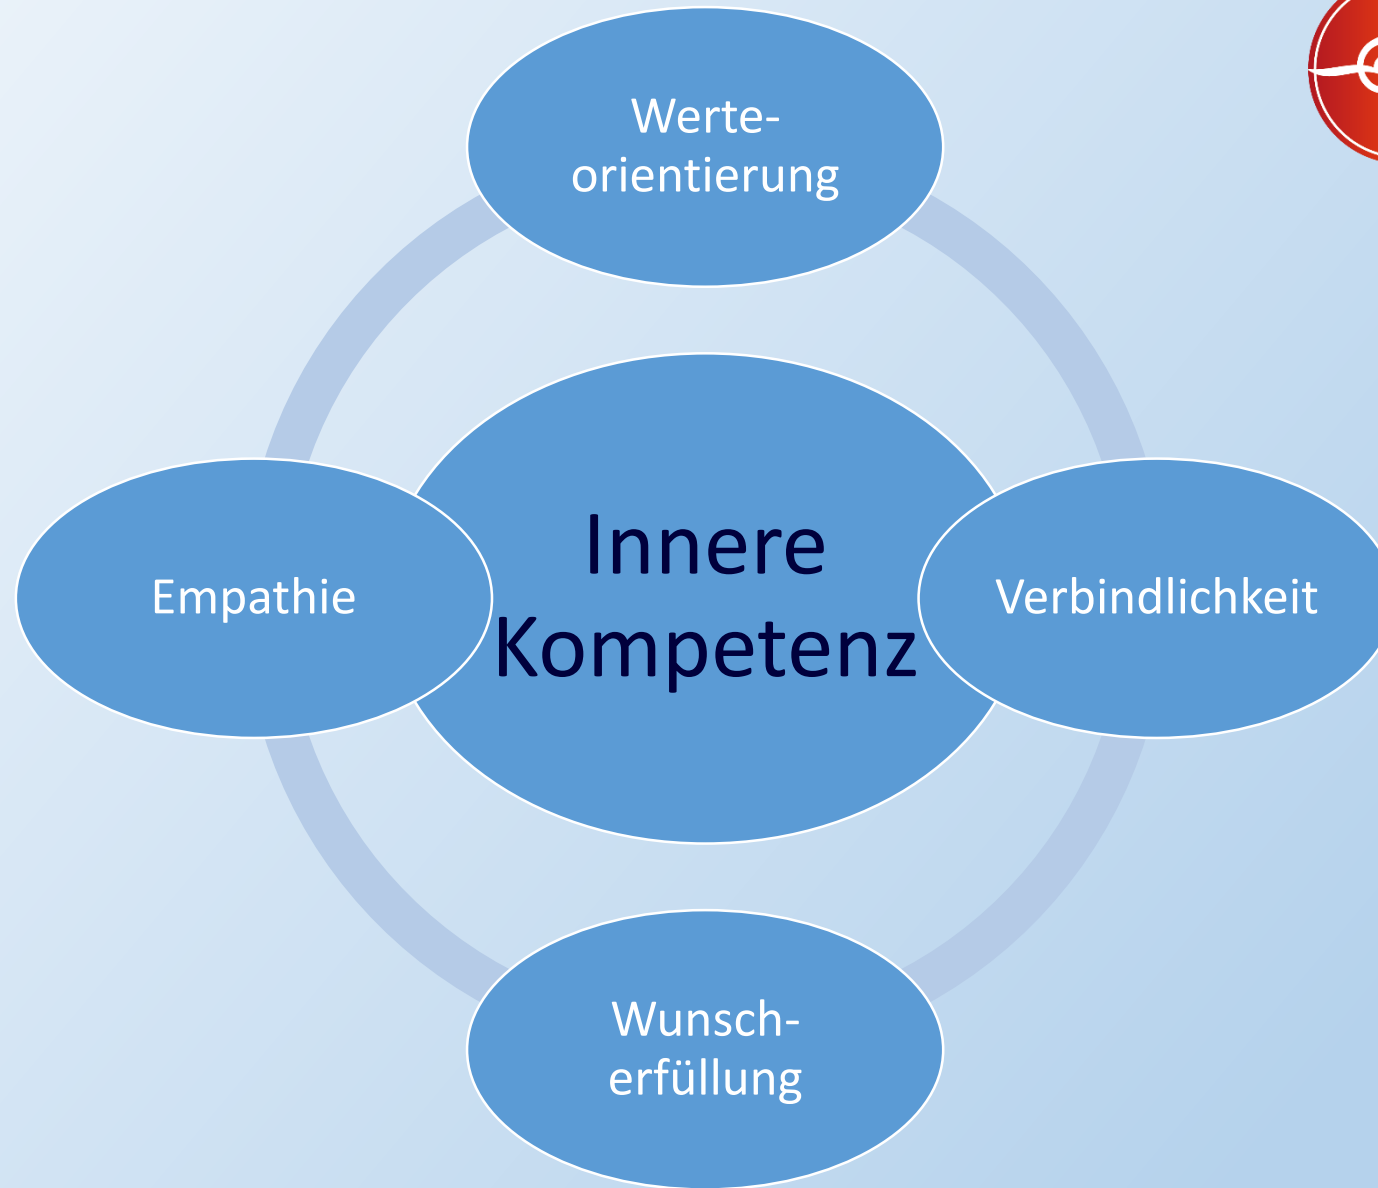 Werte-
orientierung
Innere
Kompetenz
Empathie
Verbindlichkeit
Wunsch-
erfüllung